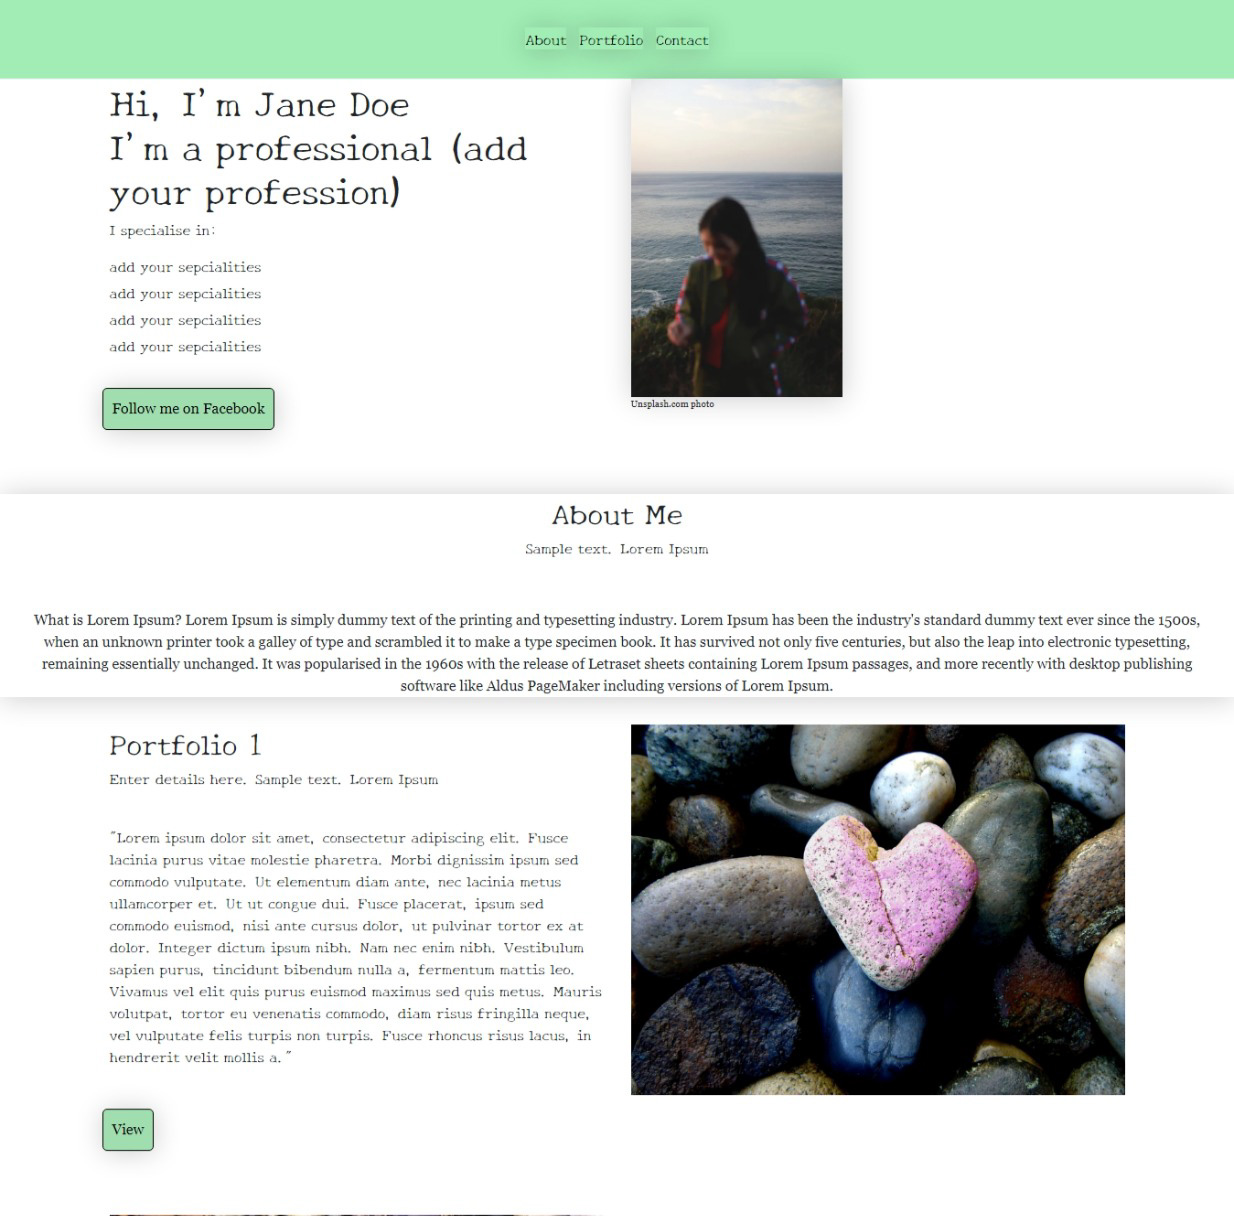 About Portfolio Contact
Hi, I'm Jane Doe
I'm a professional (add
your profession)
I specialise in:
add your sepcialities
add your sepcialities
add your sepcialities
add your sepcialities
Follow me on Facebook
Unsplash.com photo
About Me
Sample text. Lorem Ipsum
What is Lorem Ipsum? Lorem Ipsum is simply dummy text of the printing and typesetting industry. Lorem Ipsum has been the industry's standard dummy text ever since the 1500s,
when an unknown printer took a galley of type and scrambled it to make a type specimen book. It has survived not only five centuries, but also the leap into electronic typesetting,
remaining essentially unchanged. It was popularised in the 1960s with the release of Letraset sheets containing Lorem Ipsum passages, and more recently with desktop publishing
software like Aldus PageMaker including versions of Lorem Ipsum.
Portfolio 1
Enter details here. Sample text. Lorem Ipsum
"Lorem ipsum dolor sit amet, consectetur adipiscing elit. Fusce
lacinia purus vitae molestie pharetra. Morbi dignissim ipsum sed
commodo vulputate. Ut elementum diam ante, nec lacinia metus
ullamcorper et. Ut ut congue dui. Fusce placerat, ipsum sed
commodo euismod, nisi ante cursus dolor, ut pulvinar tortor ex at
dolor. Integer dictum ipsum nibh. Nam nec enim nibh. Vestibulum
sapien purus, tincidunt bibendum nulla a, fermentum mattis leo.
Vivamus vel elit quis purus euismod maximus sed quis metus. Mauris
volutpat, tortor eu venenatis commodo, diam risus fringilla neque,
vel vulputate felis turpis non turpis. Fusce rhoncus risus lacus, in
hendrerit velit mollis a."
View